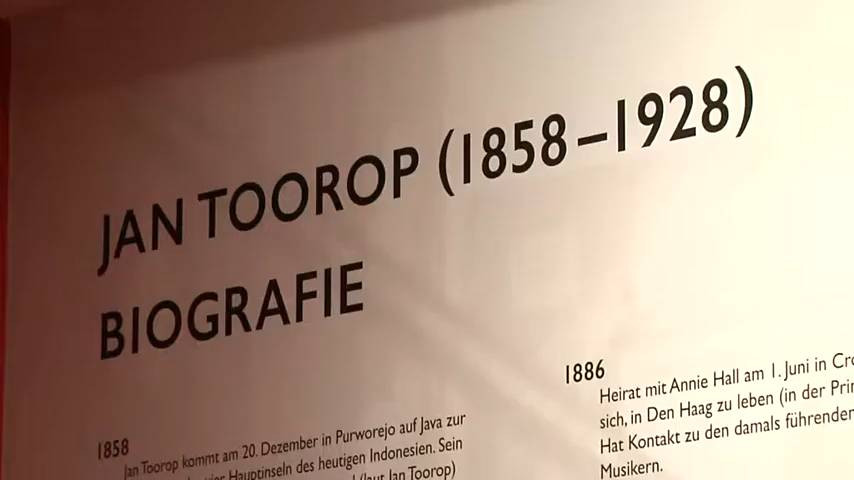 JAN TOOROP (1858–1928)
BIOGRAFIE
1858
Jan Toorop kommt am 20. Dezember in Purworejo auf Java zur
Hauptinseln des heutigen Indonesien. Sein
(laut Jan Toorop)
1886
Heirat mit Annie Hall am 1. Juni in
sich, in Den Haag zu leben (in der
Hat Kontakt zu den damals führenden
Musikern.